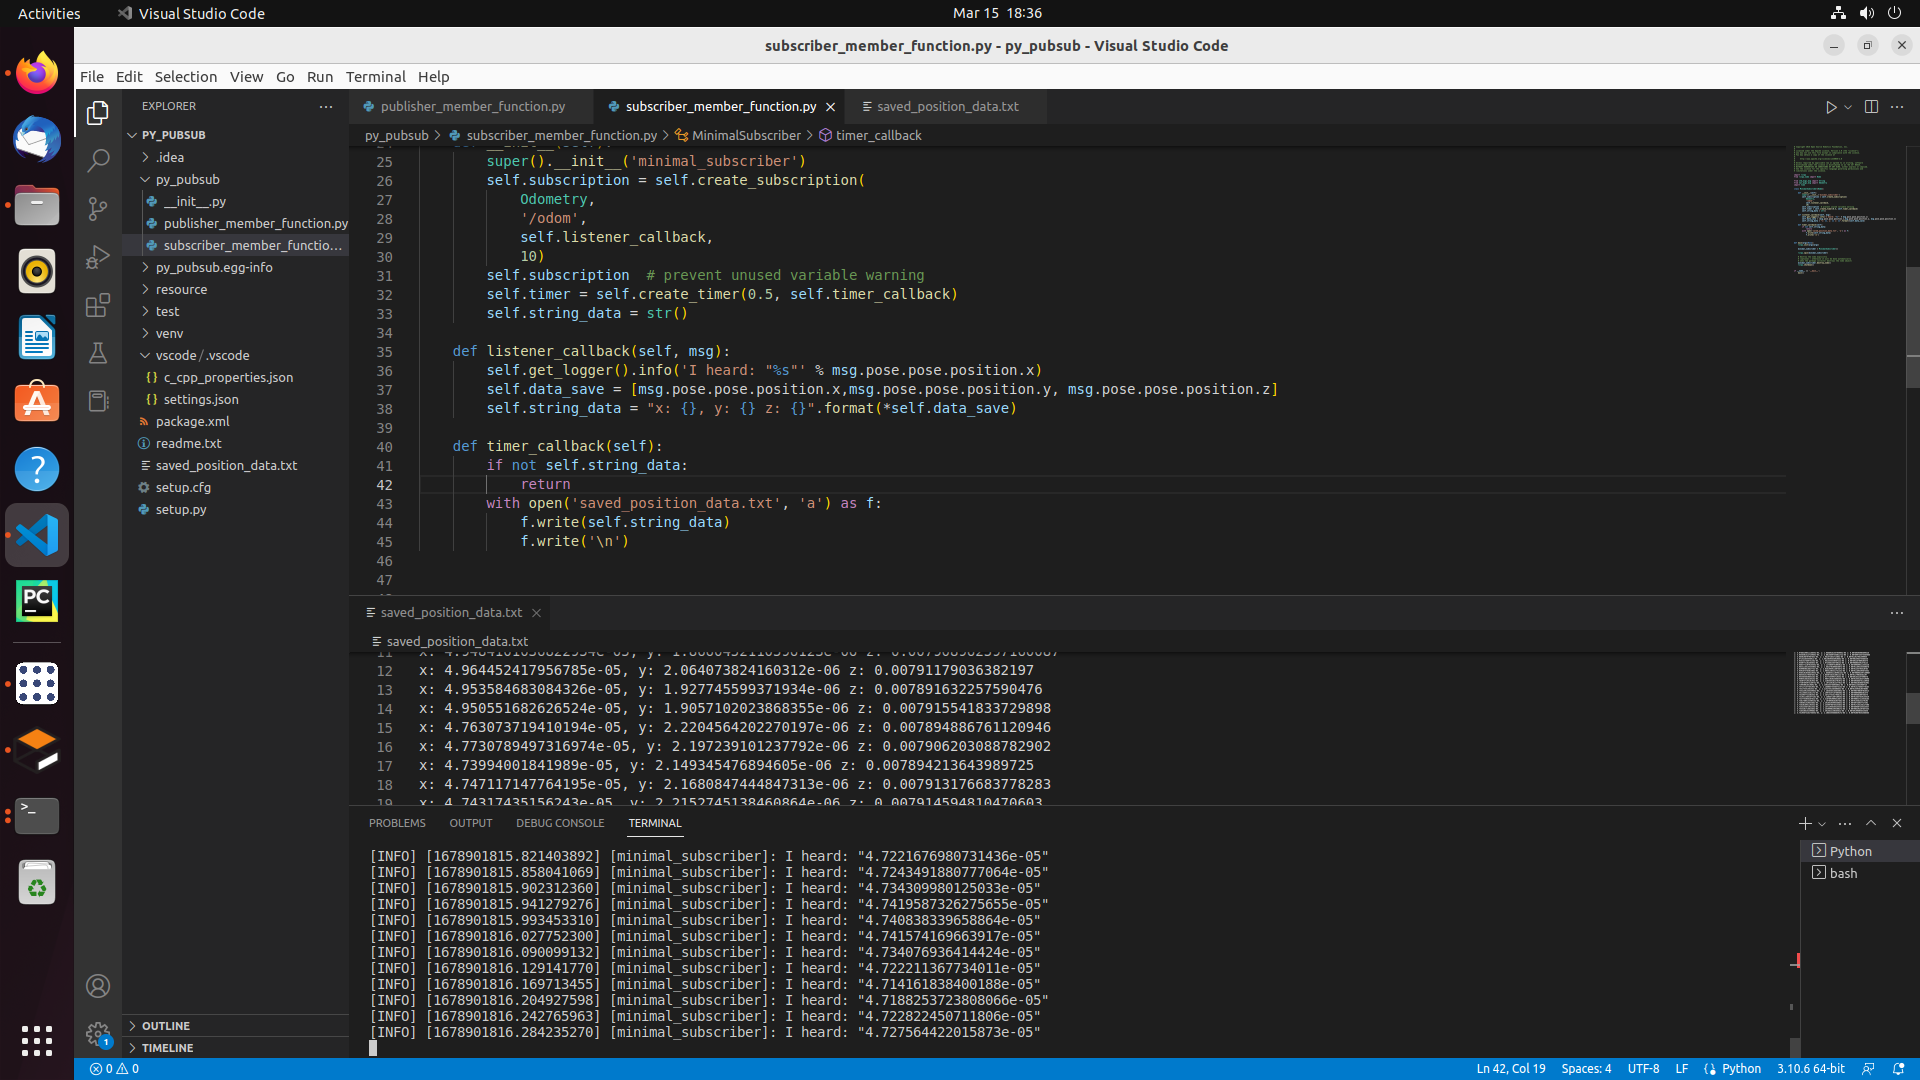 Activities
Visual Studio Code
Mar 15 18:36
subscriber_member_function.py - py_pubsub - Visual Studio Code
File Edit Selection View Go Run Terminal Help
EXPLORER
PY_PUBSUB
.idea
py_pubsub
__init__.py
publisher_member_function.py
subscriber_member_functio...
py_pubsub.egg-info
resource
test
venv
vscode / .vscode
c_cpp_properties.json
settings.json
package.xml
readme.txt
saved_position_data.txt
setup.cfg
setup.py
OUTLINE
TIMELINE
publisher_member_function.py
subscriber_member_function.py
saved_position_data.txt
py_pubsub > subscriber_member_function.py > MinimalSubscriber > timer_callback
25 super().__init__('minimal_subscriber')
26 self.subscription = self.create_subscription(
27 Odometry,
28 '/odom',
29 self.listener_callback,
30 10)
31 self.subscription # prevent unused variable warning
32 self.timer = self.create_timer(0.5, self.timer_callback)
33 self.string_data = str()
34
35 def listener_callback(self, msg):
36 self.get_logger().info('I heard: "%s"' % msg.pose.pose.position.x)
37 self.data_save = [msg.pose.pose.position.x,msg.pose.pose.position.y, msg.pose.pose.position.z]
38 self.string_data = "x: {}, y: {} z: {}".format(*self.data_save)
39
40 def timer_callback(self):
41 if not self.string_data:
42 return
43 with open('saved_position_data.txt', 'a') as f:
44 f.write(self.string_data)
45 f.write('\n')
46
47
saved_position_data.txt
saved_position_data.txt
12 x: 4.964452417956785e-05, y: 2.064073824160312e-06 z: 0.00791179036382197
13 x: 4.953584683084326e-05, y: 1.927745599371934e-06 z: 0.007891632257590476
14 x: 4.950551682626524e-05, y: 1.9057102023868355e-06 z: 0.007915541833729898
15 x: 4.763073719410194e-05, y: 2.2204564202270197e-06 z: 0.007894886761120946
16 x: 4.7730789497316974e-05, y: 2.197239101237792e-06 z: 0.007906203088782902
17 x: 4.73994001841989e-05, y: 2.149345476894605e-06 z: 0.007894213643989725
18 x: 4.747117147764195e-05, y: 2.1680847444847313e-06 z: 0.007913176683778283
19 x: 4.74317435156243e-05, y: 2.2152745138460864e-06 z: 0.007914594810470603
PROBLEMS OUTPUT DEBUG CONSOLE TERMINAL
[INFO] [1678901815.821403892] [minimal_subscriber]: I heard: "4.7221676980731436e-05"
[INFO] [1678901815.858041069] [minimal_subscriber]: I heard: "4.7243491880777064e-05"
[INFO] [1678901815.902312360] [minimal_subscriber]: I heard: "4.734309980125033e-05"
[INFO] [1678901815.941279276] [minimal_subscriber]: I heard: "4.7419587326275655e-05"
[INFO] [1678901815.993453310] [minimal_subscriber]: I heard: "4.740838339658864e-05"
[INFO] [1678901816.027752300] [minimal_subscriber]: I heard: "4.741574169663917e-05"
[INFO] [1678901816.090099132] [minimal_subscriber]: I heard: "4.734076936414424e-05"
[INFO] [1678901816.129141770] [minimal_subscriber]: I heard: "4.722211367734011e-05"
[INFO] [1678901816.169713455] [minimal_subscriber]: I heard: "4.714161838400188e-05"
[INFO] [1678901816.204927598] [minimal_subscriber]: I heard: "4.7188253723808066e-05"
[INFO] [1678901816.242765963] [minimal_subscriber]: I heard: "4.722822450711806e-05"
[INFO] [1678901816.284235270] [minimal_subscriber]: I heard: "4.727564422015873e-05"
Python
bash
0 0
Ln 42, Col 19 Spaces: 4 UTF-8 LF Python 3.10.6 64-bit